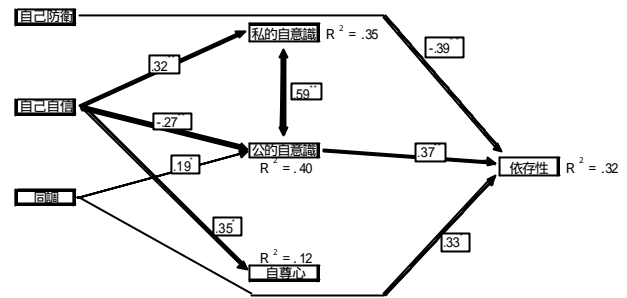 自己防衛
私的自意識 R² = .35
-.39**
.32**
.59**
自己自信
-.27**
公的自意識
R² = .40
.37**
.19*
依存性 R² = .32
同調
.35*
.33*
R² = .12
自尊心